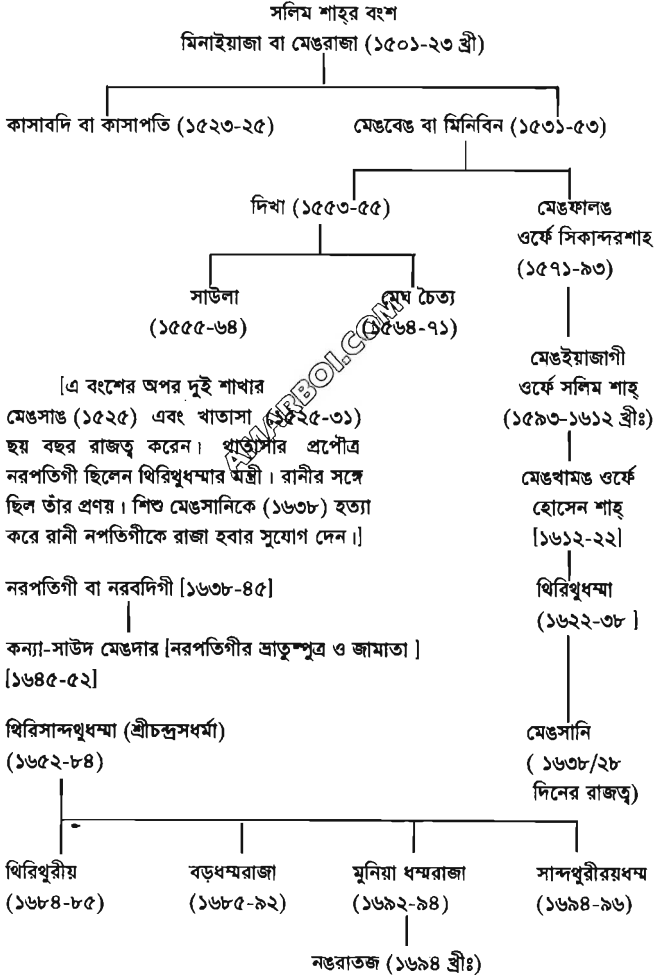 সলিম শাহ্‌র বংশ
মিনাইয়াজা বা মেঙরাজা (১৫০১-২৩ খ্রী)
কাসাবদি বা কাসাপতি (১৫২৩-২৫)
মেঙবেঙ বা মিনিবিন (১৫৩১-৫৩)
দিখা (১৫৫৩-৫৫)
মেঙফালঙ
ওর্ফে সিকান্দরশাহ
(১৫৭১-৯৩)
সাউলা
(১৫৫৫-৬৪)
মেঘ চৈত্য
(১৫৬৪-৭১)
মেঙইয়াজাগী
ওর্ফে সলিম শাহ্
(১৫৯৩-১৬১২ খ্রীঃ)
[এ বংশের অপর দুই শাখার
মেঙসাঙ (১৫২৫) এবং খাতাসা (১৫২৫-৩১)
ছয় বছর রাজত্ব করেন। থাতাসার প্রপৌত্র
নরপতিগী ছিলেন থিরিথুধম্মার মন্ত্রী। রানীর সঙ্গে
ছিল তাঁর প্রণয়। শিশু মেঙসানিকে (১৬৩৮) হত্যা
করে রানী নপতিগীকে রাজা হবার সুযোগ দেন।]
মেঙখামঙ ওর্ফে
হোসেন শাহ্
[১৬১২-২২]
থিরিথুধম্মা
(১৬২২-৩৮ ]
নরপতিগী বা নরবদিগী [১৬৩৮-৪৫]
কন্যা-সাউদ মেঙদার [নরপতিগীর ভ্রাতুষ্পুত্র ও জামাতা ]
[১৬৪৫-৫২]
থিরিসান্দথুধম্মা (শ্রীচন্দ্রসধর্মা)
(১৬৫২-৮৪)
মেঙসানি
( ১৬৩৮/২৮
দিনের রাজত্ব)
থিরিথুরীয়
(১৬৮৪-৮৫)
বড়ধম্মরাজা
(১৬৮৫-৯২)
মুনিয়া ধম্মরাজা
(১৬৯২-৯৪)
সান্দথুরীরয়ধম্ম
(১৬৯৪-৯৬)
নঙরাতজ (১৬৯৪ খ্রীঃ)
AMARBOI.COM